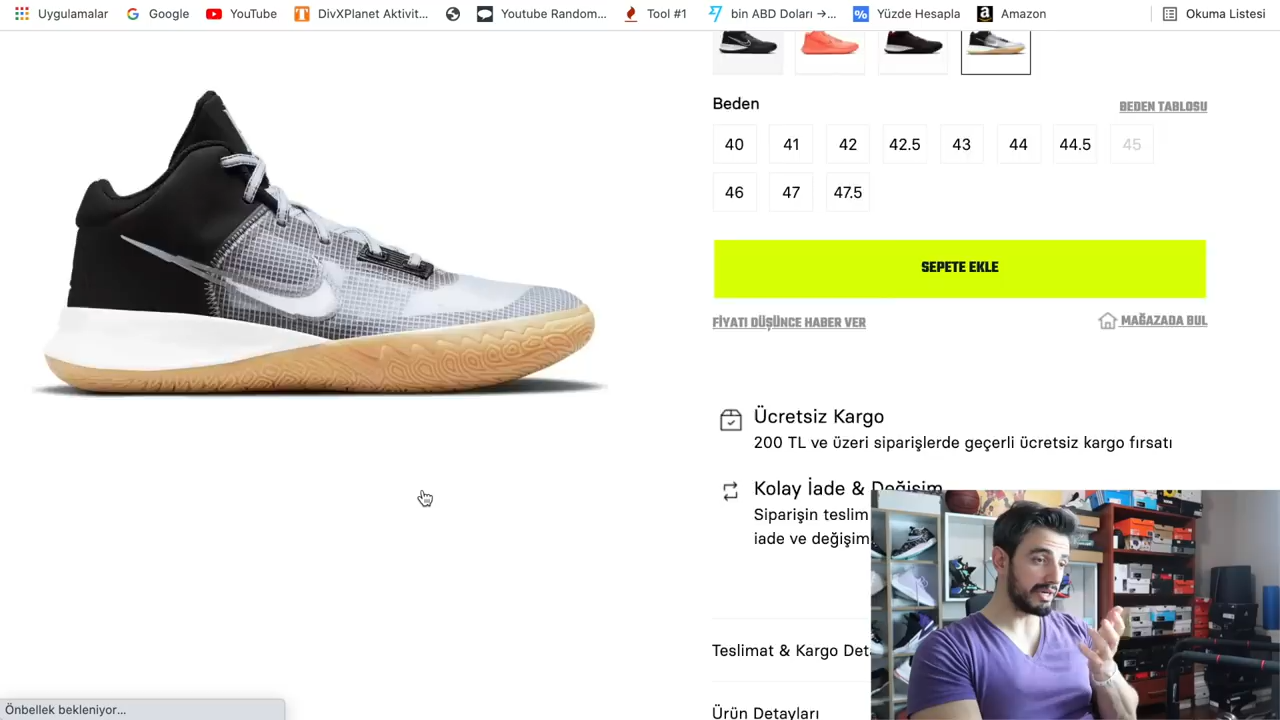 Uygulamalar Google YouTube DivXPlanet Aktivit... Youtube Random... Tool #1 bin ABD Doları →... % Yüzde Hesapla a Amazon Okuma Listesi
Beden BEDEN TABLOSU
40 41 42 42.5 43 44 44.5 45
46 47 47.5
SEPETE EKLE
FİYATI DÜŞÜNCE HABER VER MAĞAZADA BUL
Ücretsiz Kargo
200 TL ve üzeri siparişlerde geçerli ücretsiz kargo fırsatı
Kolay İade & Değişim
Siparişin teslim
iade ve değişim
Teslimat & Kargo Det
Ürün Detayları
Önbellek bekleniyor...